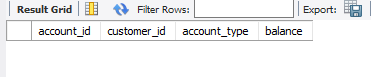 Result Grid Filter Rows: Export:
account_id customer_id account_type balance